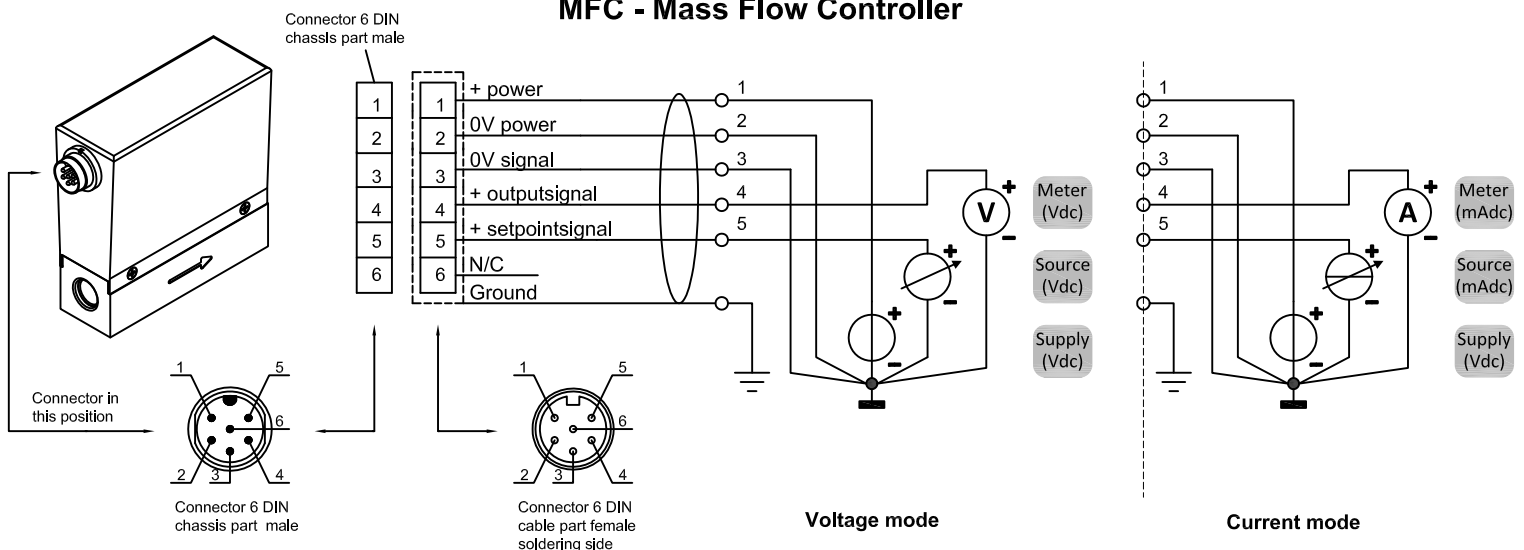 MFC - Mass Flow Controller
Connector 6 DIN
chassis part male
1
2
3
4
5
6
1
2
3
4
5
6
+ power
0V power
0V signal
+ outputsignal
+ setpointsignal
N/C
Ground
1
2
3
4
5
V
+
-
+
-
+
-
Meter
(Vdc)
Source
(Vdc)
Supply
(Vdc)
1
2
3
4
5
A
+
-
+
-
+
-
Meter
(mAdc)
Source
(mAdc)
Supply
(Vdc)
Connector in
this position
1
5
6
2
3
4
Connector 6 DIN
chassis part male
1
5
6
2
3
4
Connector 6 DIN
cable part female
soldering side
Voltage mode
Current mode